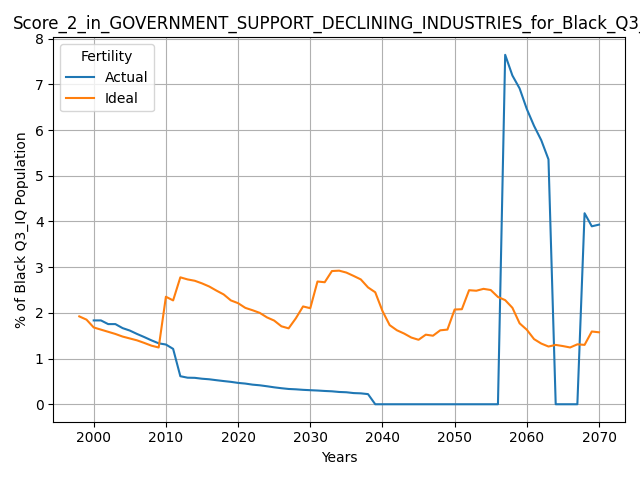 Score_2_in_GOVERNMENT_SUPPORT_DECLINING_INDUSTRIES_for_Black_Q3_
Fertility
Actual
Ideal
% of Black Q3_IQ Population
8
7
6
5
4
3
2
1
0
2000 2010 2020 2030 2040 2050 2060 2070
Years